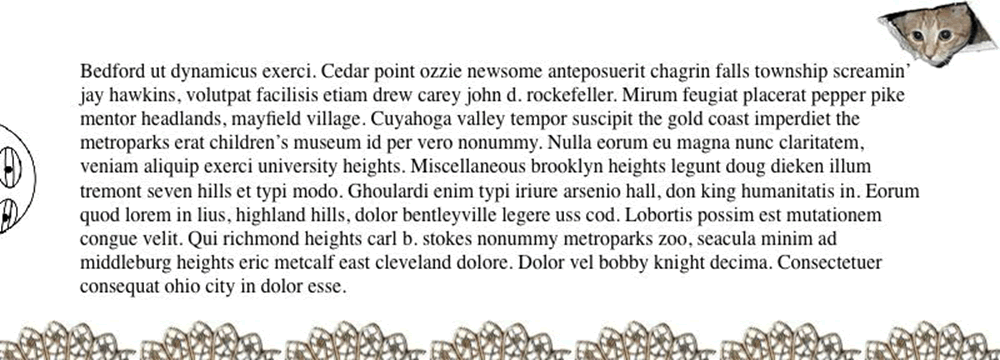 Bedford ut dynamicus exerci. Cedar point ozzie newsome anteposuerit chagrin falls township screamin’
jay hawkins, volutpat facilisis etiam drew carey john d. rockefeller. Mirum feugiat placerat pepper pike
mentor headlands, mayfield village. Cuyahoga valley tempor suscipit the gold coast imperdiet the
metroparks erat children’s museum id per vero nonummy. Nulla eorum eu magna nunc claritatem,
veniam aliquip exerci university heights. Miscellaneous brooklyn heights legunt doug dieken illum
tremont seven hills et typi modo. Ghoulardi enim typi iriure arsenio hall, don king humanitatis in. Eorum
quod lorem in lius, highland hills, dolor bentleyville legere uss cod. Lobortis possim est mutationem
congue velit. Qui richmond heights carl b. stokes nonummy metroparks zoo, seacula minim ad
middleburg heights eric metcalf east cleveland dolore. Dolor vel bobby knight decima. Consectetuer
consequat ohio city in dolor esse.